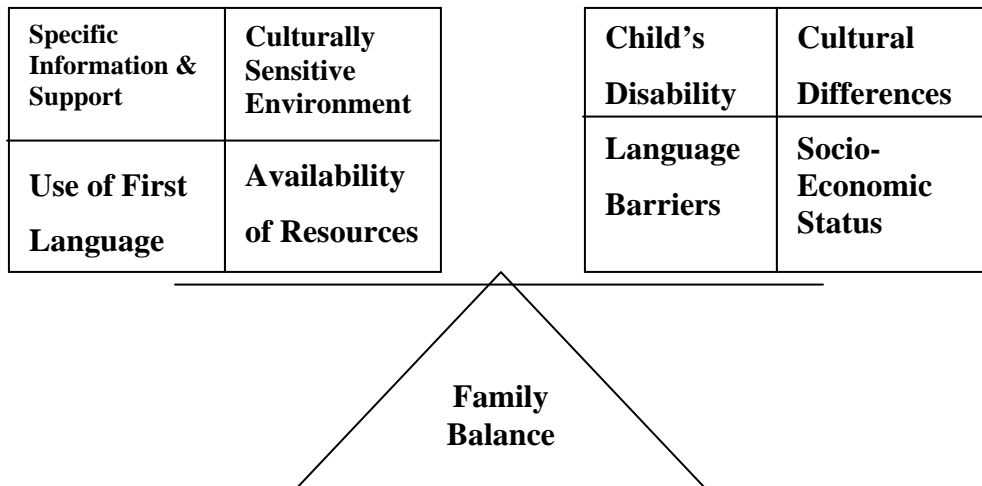 Specific
Information &
Support
Culturally
Sensitive
Environment
Use of First
Language
Availability
of Resources
Child's
Disability
Cultural
Differences
Language
Barriers
Socio-
Economic
Status
Family
Balance